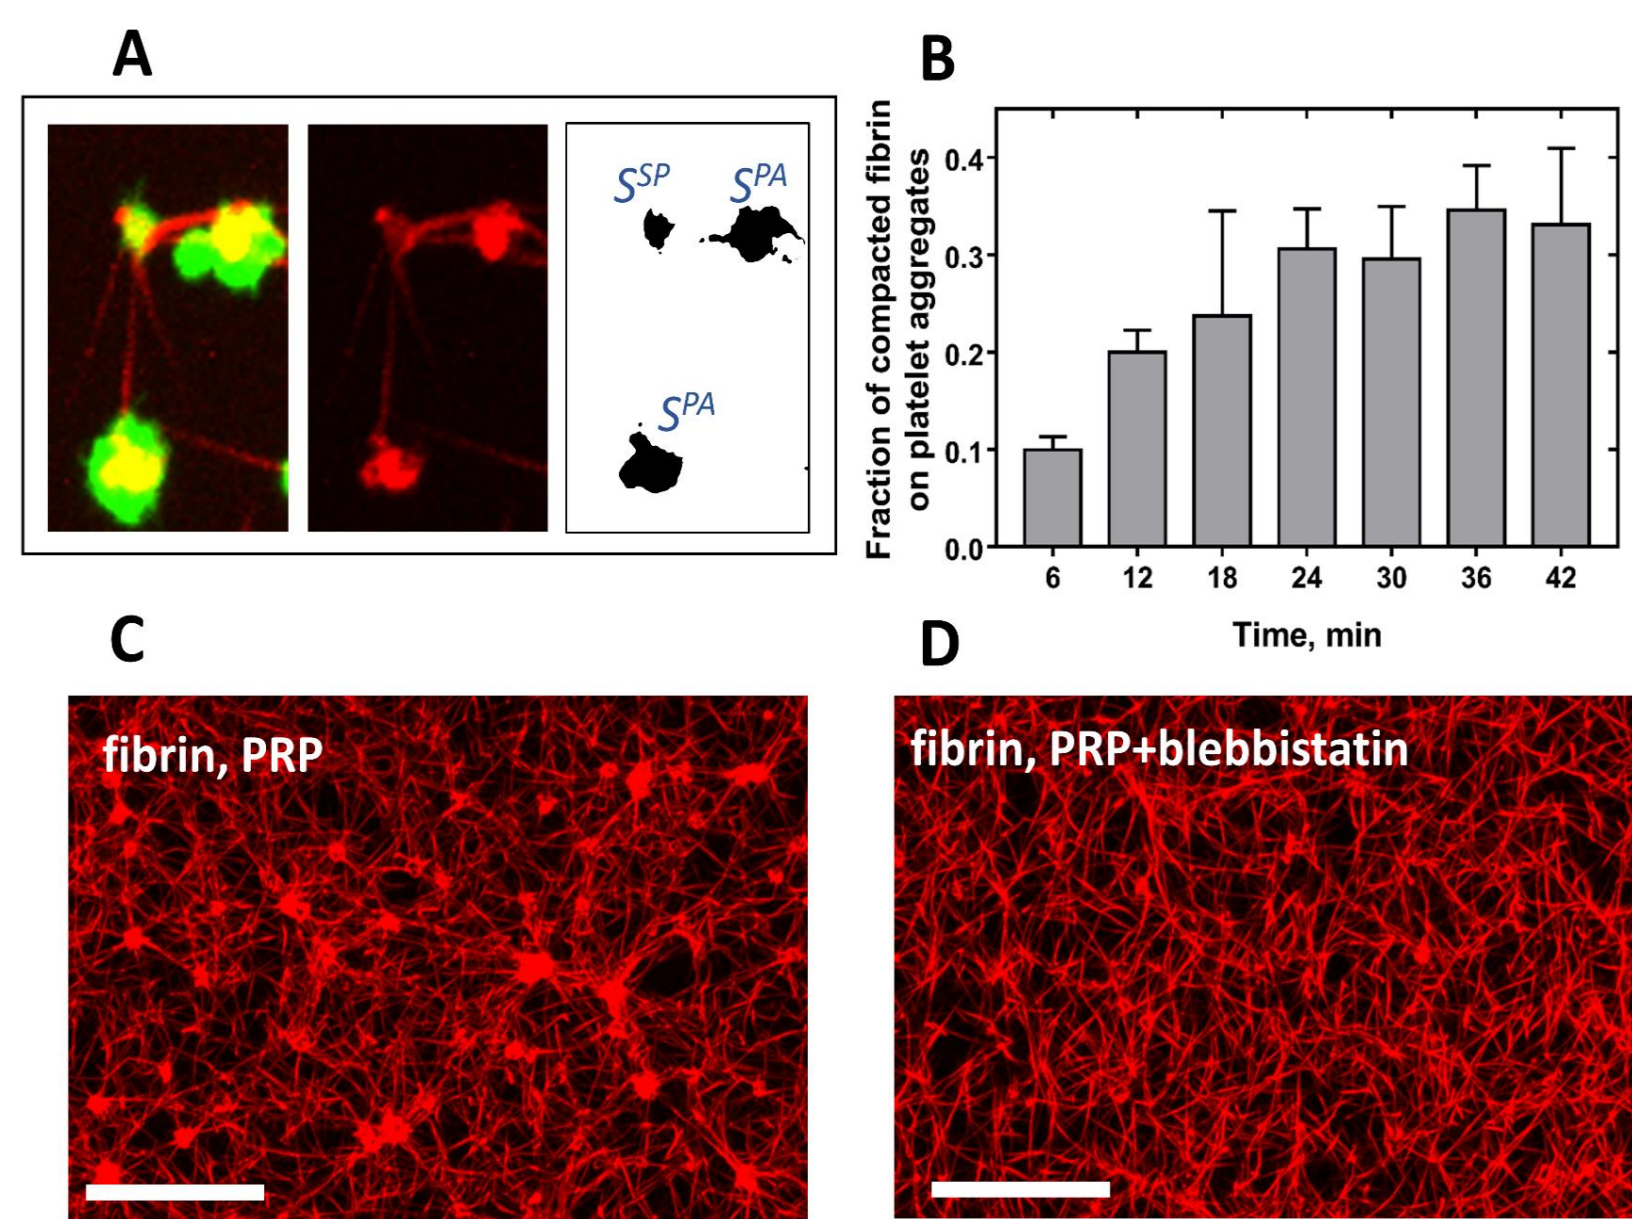 A
S^SP
S^PA
S^PA
B
Fraction of compacted fibrin
on platelet aggregates
0.4
0.3
0.2
0.1
0.0
6 12 18 24 30 36 42
Time, min
C
fibrin, PRP
D
fibrin, PRP+blebbistatin